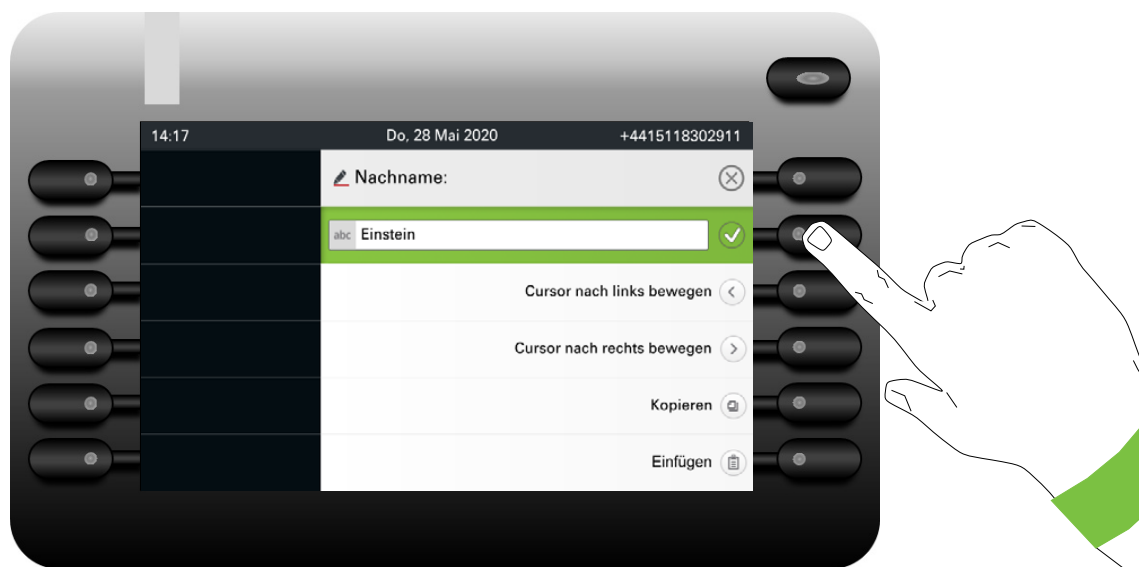 14:17 Do, 28 Mai 2020 +4415118302911
Nachname:
abc Einstein
Cursor nach links bewegen
Cursor nach rechts bewegen
Kopieren
Einfügen